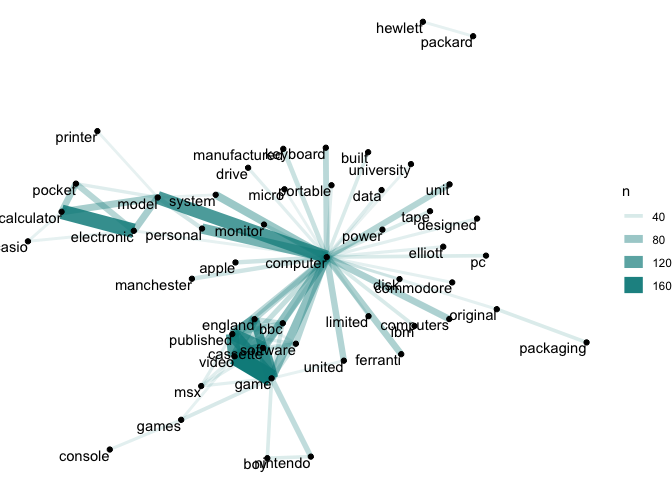 hewlett
packard
printer
manufactured
keyboard
built
drive
university
pocket
model
system
micro
portable
data
unit
calculator
tape
designed
electronic
personal
monitor
power
casio
elliott
computer
pc
apple
manchester
disk
commodore
england
bbc
limited
computers
original
ibm
published
cassette
software
video
united
ferranti
packaging
msx
game
games
console
boy
nintendo
n
40
80
120
160